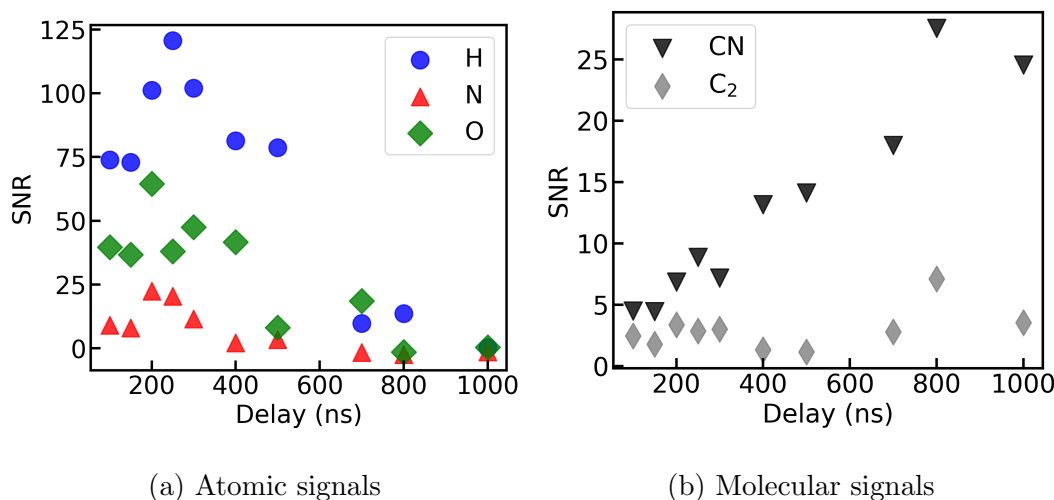 125
100
75
50
25
0
SNR
H
N
O
200 400 600 800 1000
Delay (ns)
25
20
15
10
5
0
SNR
CN
C₂
200 400 600 800 1000
Delay (ns)
(a) Atomic signals
(b) Molecular signals